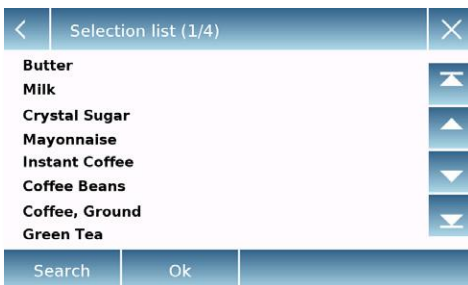 Selection list (1/4)
Butter
Milk
Crystal Sugar
Mayonnaise
Instant Coffee
Coffee Beans
Coffee, Ground
Green Tea
Search
Ok